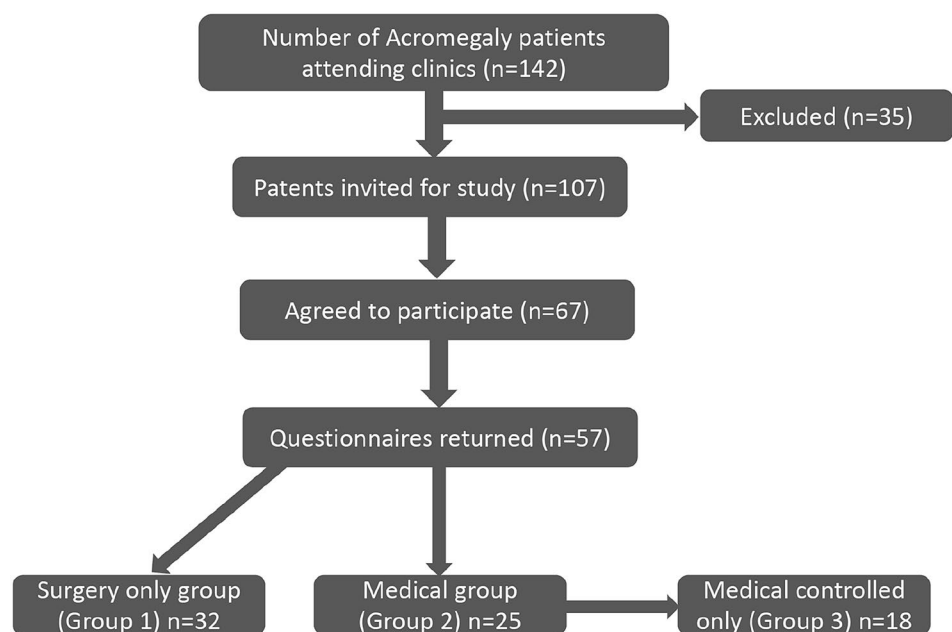 Number of Acromegaly patients
attending clinics (n=142)
Excluded (n=35)
Patents invited for study (n=107)
Agreed to participate (n=67)
Questionnaires returned (n=57)
Surgery only group
(Group 1) n=32
Medical group
(Group 2) n=25
Medical controlled
only (Group 3) n=18